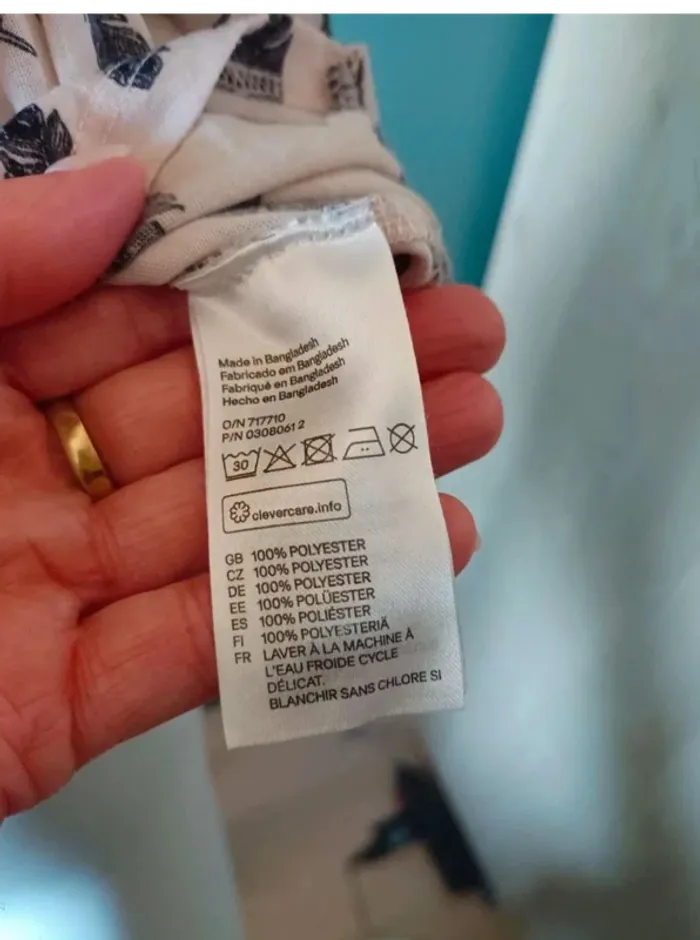 Made in Bangladesh
Fabricado em Bangladesh
Fabriqué en Bangladesh
Hecho en Bangladesh
O/N 717710
P/N 0308061 2
30
clevercare.info
GB 100% POLYESTER
CZ 100% POLYESTER
DE 100% POLYESTER
EE 100% POLÜESTER
ES 100% POLIÉSTER
FI 100% POLYESTERIÄ
FR LAVER À LA MACHINE À
L'EAU FROIDE CYCLE
DÉLICAT.
BLANCHIR SANS CHLORE SI